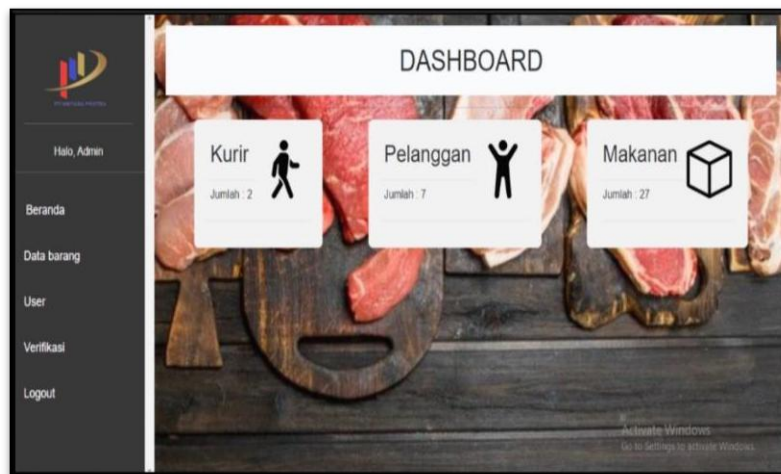 DASHBOARD
Halo, Admin
Beranda
Data barang
User
Verifikasi
Logout
Kurir
Jumlah : 2
Pelanggan
Jumlah : 7
Makanan
Jumlah : 27
Activate Windows
Go to Settings to activate Windows.